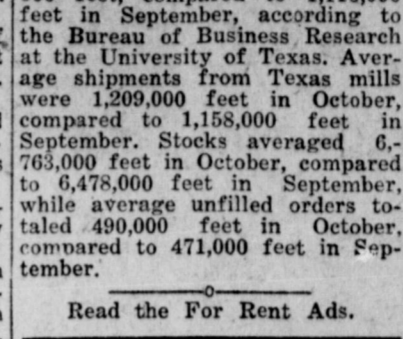 feet in September, according to
the Bureau of Business Research
at the University of Texas. Aver-
age shipments from Texas mills
were 1,209,000 feet in October,
compared to 1,158,000 feet in
September. Stocks averaged 6,-
763,000 feet in October, compared
to 6,478,000 feet in September,
while average unfilled orders to-
taled 490,000 feet in October,
compared to 471,000 feet in Sep-
tember.
Read the For Rent Ads.